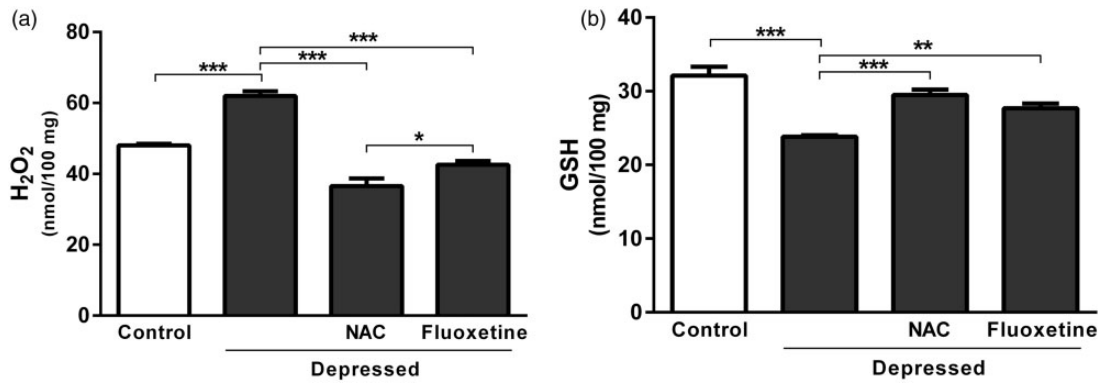 (a)
H₂O₂
(nmol/100 mg)
80
60
40
20
0
***
***
***
*
Control
NAC
Fluoxetine
Depressed
(b)
GSH
(nmol/100 mg)
40
30
20
10
0
***
**
***
Control
NAC
Fluoxetine
Depressed